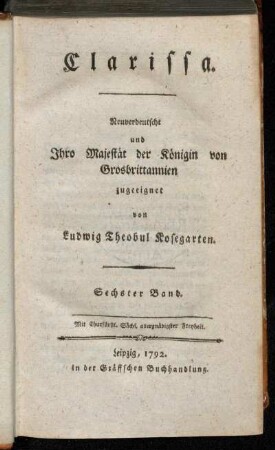 Clarissa.
Neuverdeutscht
und
Ihro Majestät der Königin von
Grosbrittannien
zugeeignet
von
Ludwig Theobul Kosegarten.
Sechster Band.
Mit Churfürstl. Sächs. allergnädigster Freyheit.
Leipzig, 1792.
in der Gräffschen Buchhandlung.